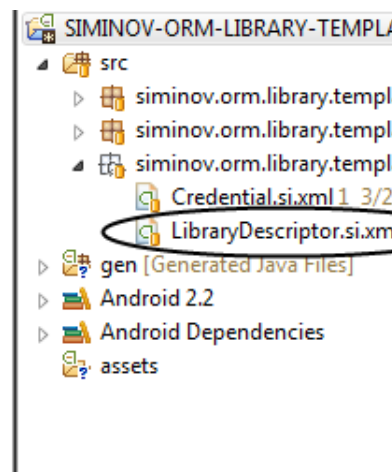 SIMINOV-ORM-LIBRARY-TEMPLA
src
siminov.orm.library.templ
siminov.orm.library.templ
siminov.orm.library.templ
Credential.si.xml 1 3/2
LibraryDescriptor.si.xm
gen [Generated Java Files]
Android 2.2
Android Dependencies
assets